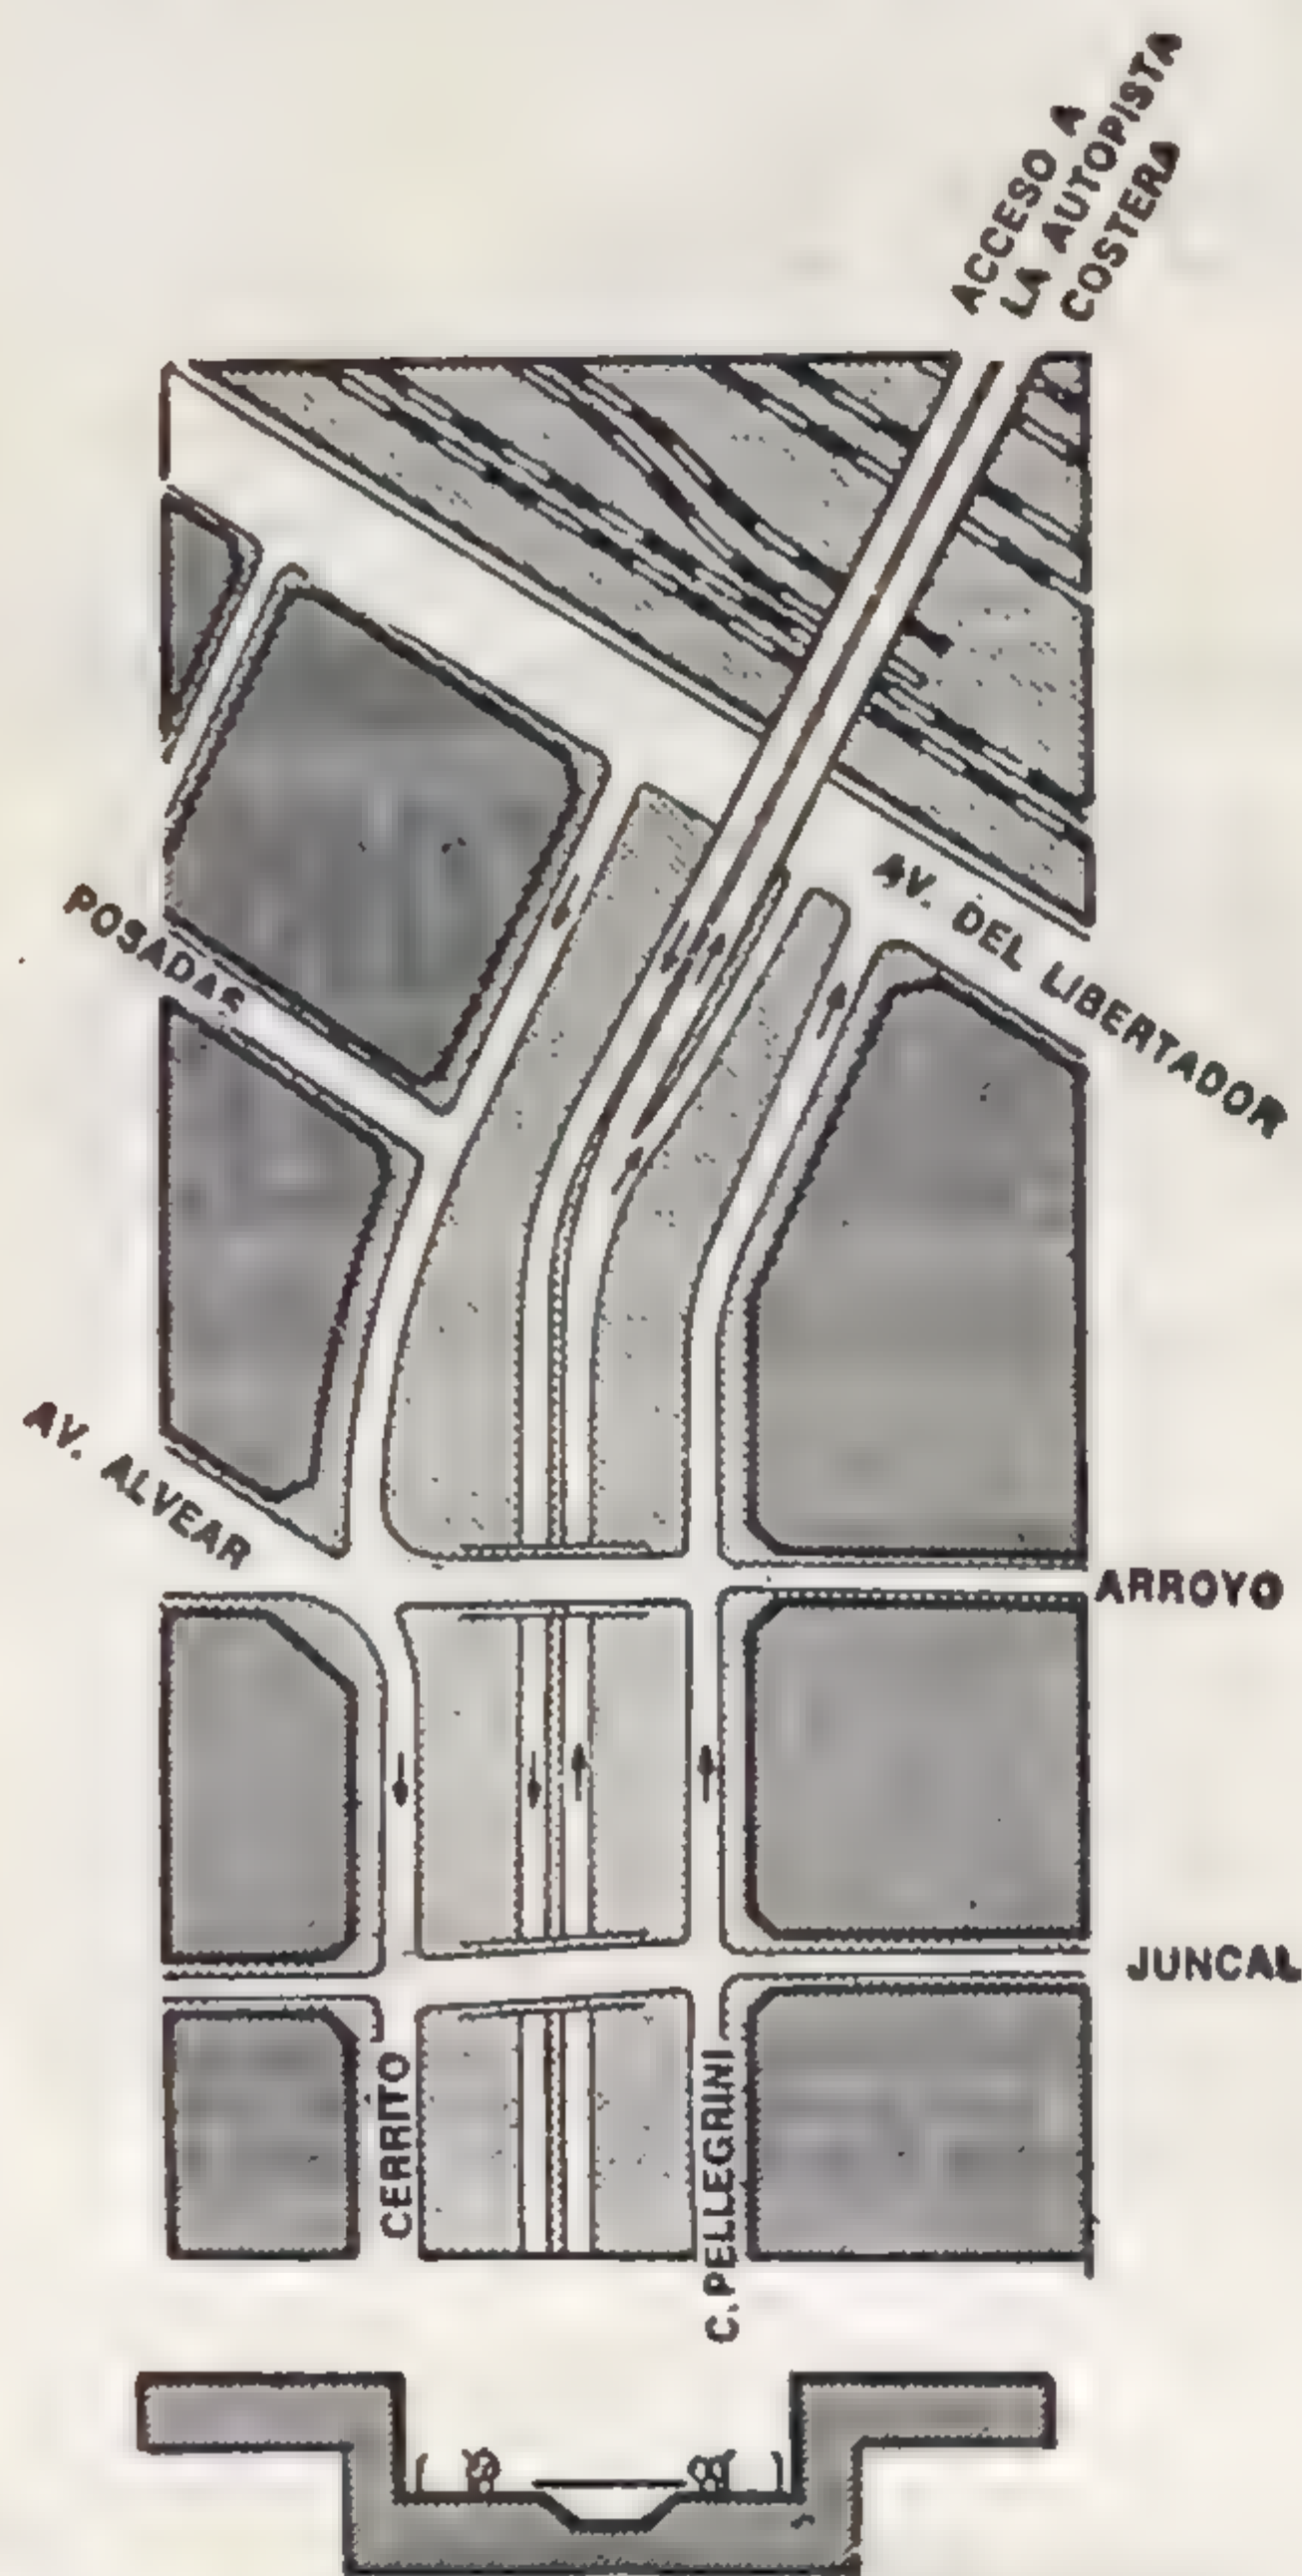 ACCESO A
LA AUTOPISTA
COSTERA
POSADAS
AV. DEL LIBERTADOR
AV. ALVEAR
ARROYO
JUNCAL
CERRITO
C. PELLEGRINI